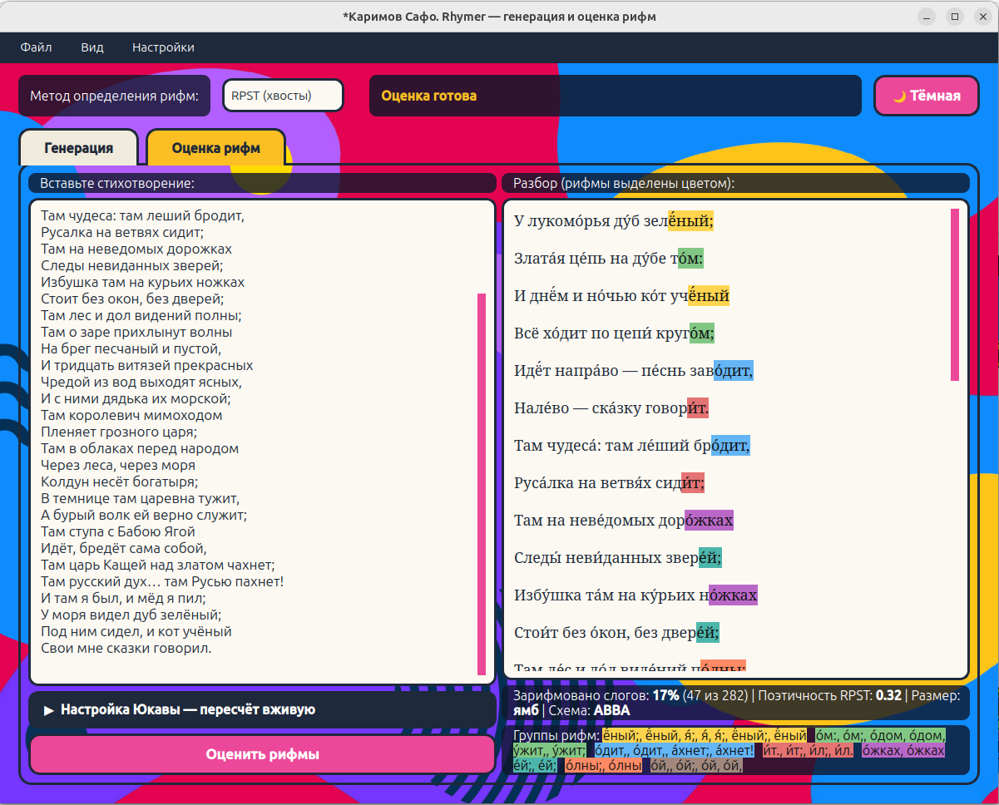 *Каримов Сафо. Rhymer — генерация и оценка рифм
Файл Вид Настройки
Метод определения рифм: RPST (хвосты) Оценка готова 🌙 Тёмная
Генерация Оценка рифм
Вставьте стихотворение:
Там чудеса: там леший бродит,
Русалка на ветвях сидит;
Там на неведомых дорожках
Следы невиданных зверей;
Избушка там на курьих ножках
Стоит без окон, без дверей;
Там лес и дол видений полны;
Там о заре прихлынут волны
На брег песчаный и пустой,
И тридцать витязей прекрасных
Чредой из вод выходят ясных,
И с ними дядька их морской;
Там королевич мимоходом
Пленяет грозного царя;
Там в облаках перед народом
Через леса, через моря
Колдун несёт богатыря;
В темнице там царевна тужит,
А бурый волк ей верно служит;
Там ступа с Бабою Ягой
Идёт, бредёт сама собой,
Там царь Кащей над златом чахнет;
Там русский дух… там Русью пахнет!
И там я был, и мёд я пил;
У моря видел дуб зелёный;
Под ним сидел, и кот учёный
Свои мне сказки говорил.
▶ Настройка Юкавы — пересчёт вживую
Оценить рифмы
Разбор (рифмы выделены цветом):
У лукомо́рья ду́б зелё́ный;
Злата́я це́пь на ду́бе то́м:
И днё́м и но́чью ко́т учё́ный
Всё хо́дит по цепи́ круго́м;
Идё́т напра́во — пе́снь заво́дит,
Нале́во — ска́зку говори́т.
Там чудеса́: там ле́ший бро́дит,
Руса́лка на ветвя́х сиди́т;
Там на неве́домых доро́жках
Следы́ неви́данных звере́й;
Избу́шка та́м на ку́рьих но́жках
Стои́т без о́кон, без двере́й;
Там ле́с и до́л виде́ний по́лны;
Зарифмовано слогов: 17% (47 из 282) | Поэтичность RPST: 0.32 | Размер:
ямб | Схема: ABBA
Группы рифм: ё́ный;, ё́ный, я́;, я́, я́;, ё́ный;, ё́ный о́м:, о́м;, о́дом, о́дом,
у́жит,, у́жит; о́дит,, о́дит,, а́хнет;, а́хнет! и́т., и́т;, и́л;, и́л. о́жках, о́жках
е́й;, е́й; о́лны;, о́лны о́й,, о́й;, о́й, о́й,